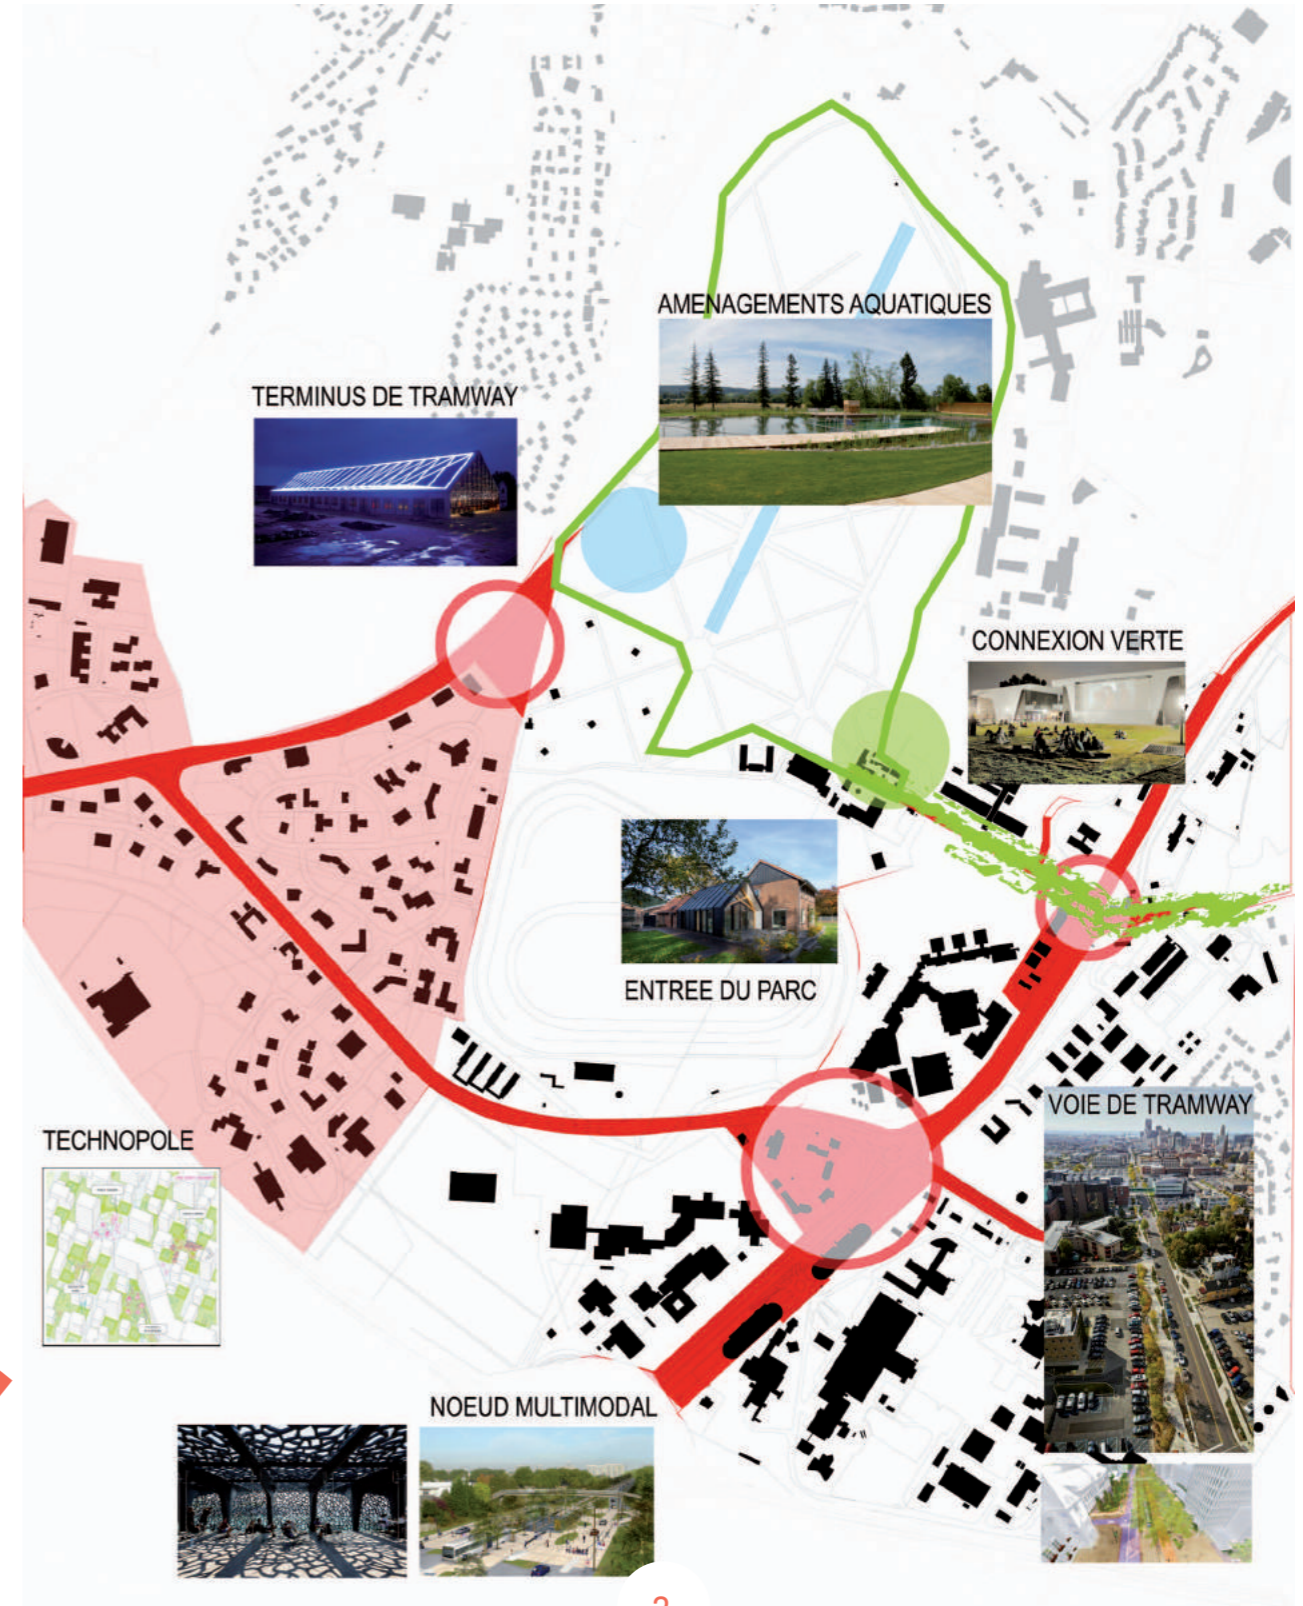 AMENAGEMENTS AQUATIQUES
TERMINUS DE TRAMWAY
CONNEXION VERTE
ENTREE DU PARC
VOIE DE TRAMWAY
TECHNOPOLE
NOEUD MULTIMODAL